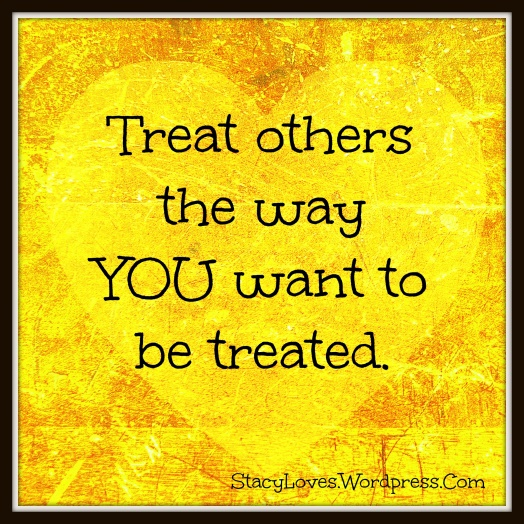 Treat others
the way
YOU want to
be treated.
StacyLoves.Wordpress.Com